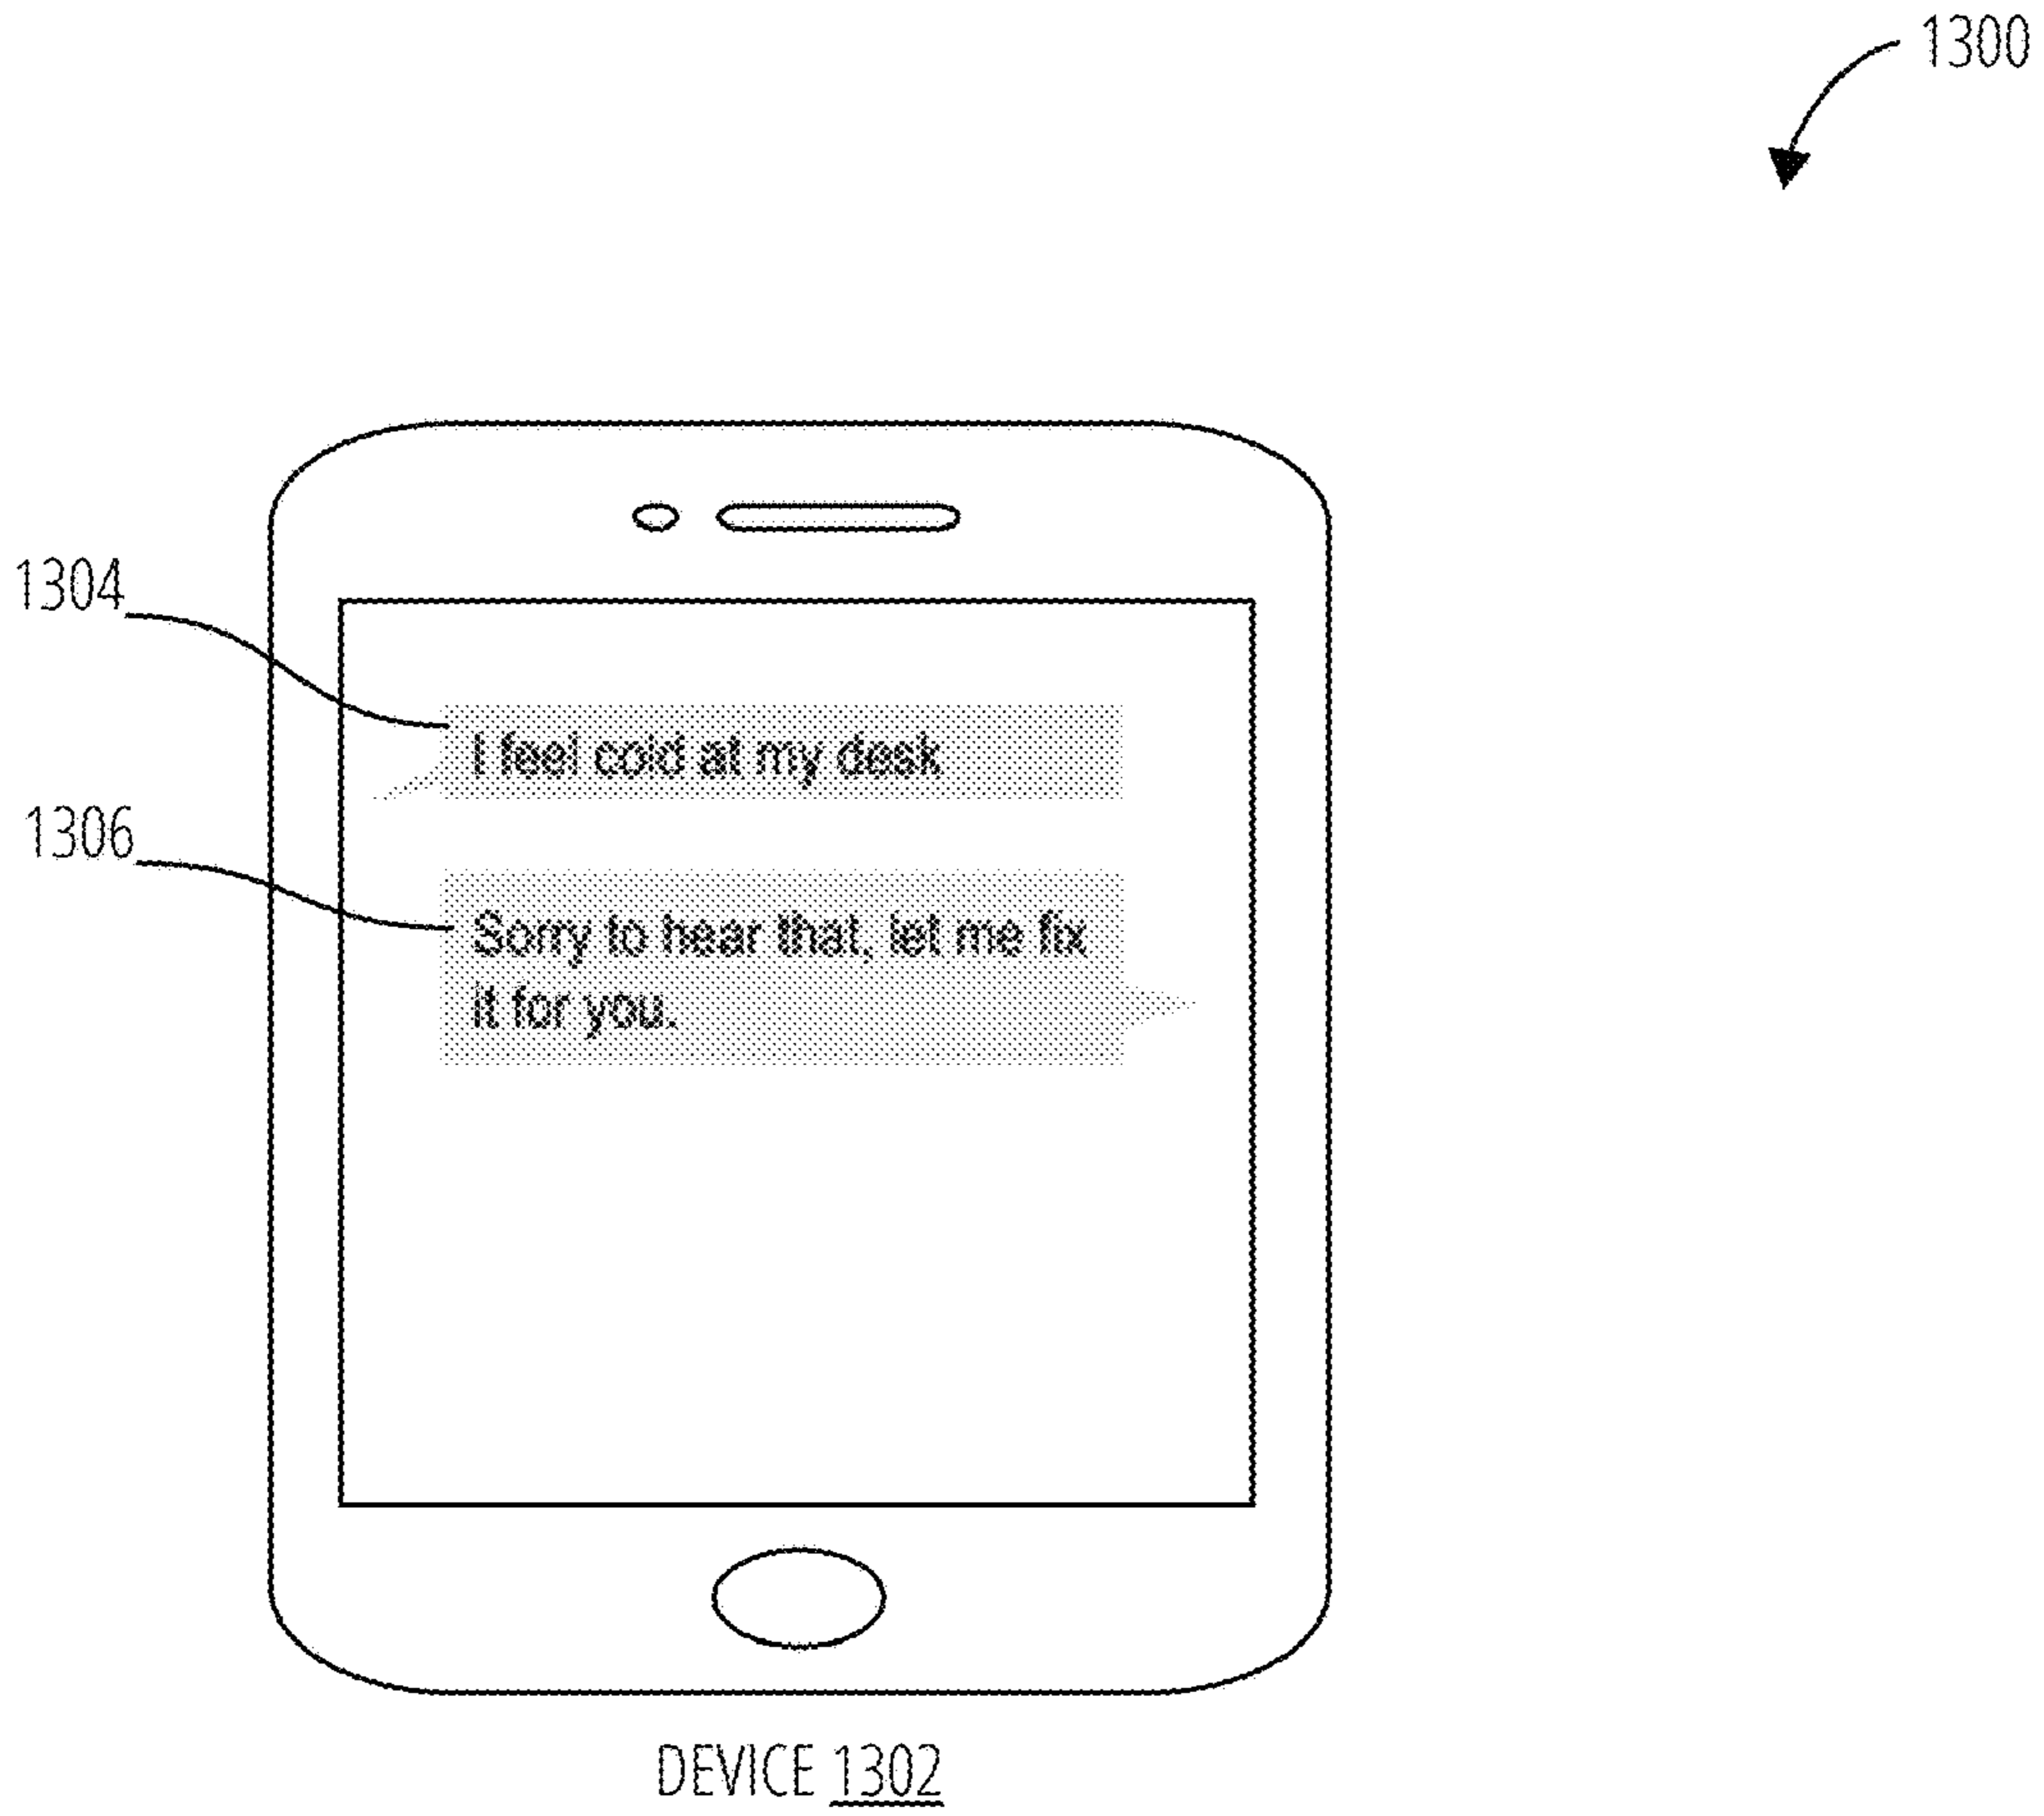 1300
1304
I feel cold at my desk
1306
Sorry to hear that, let me fix
it for you.
DEVICE 1302